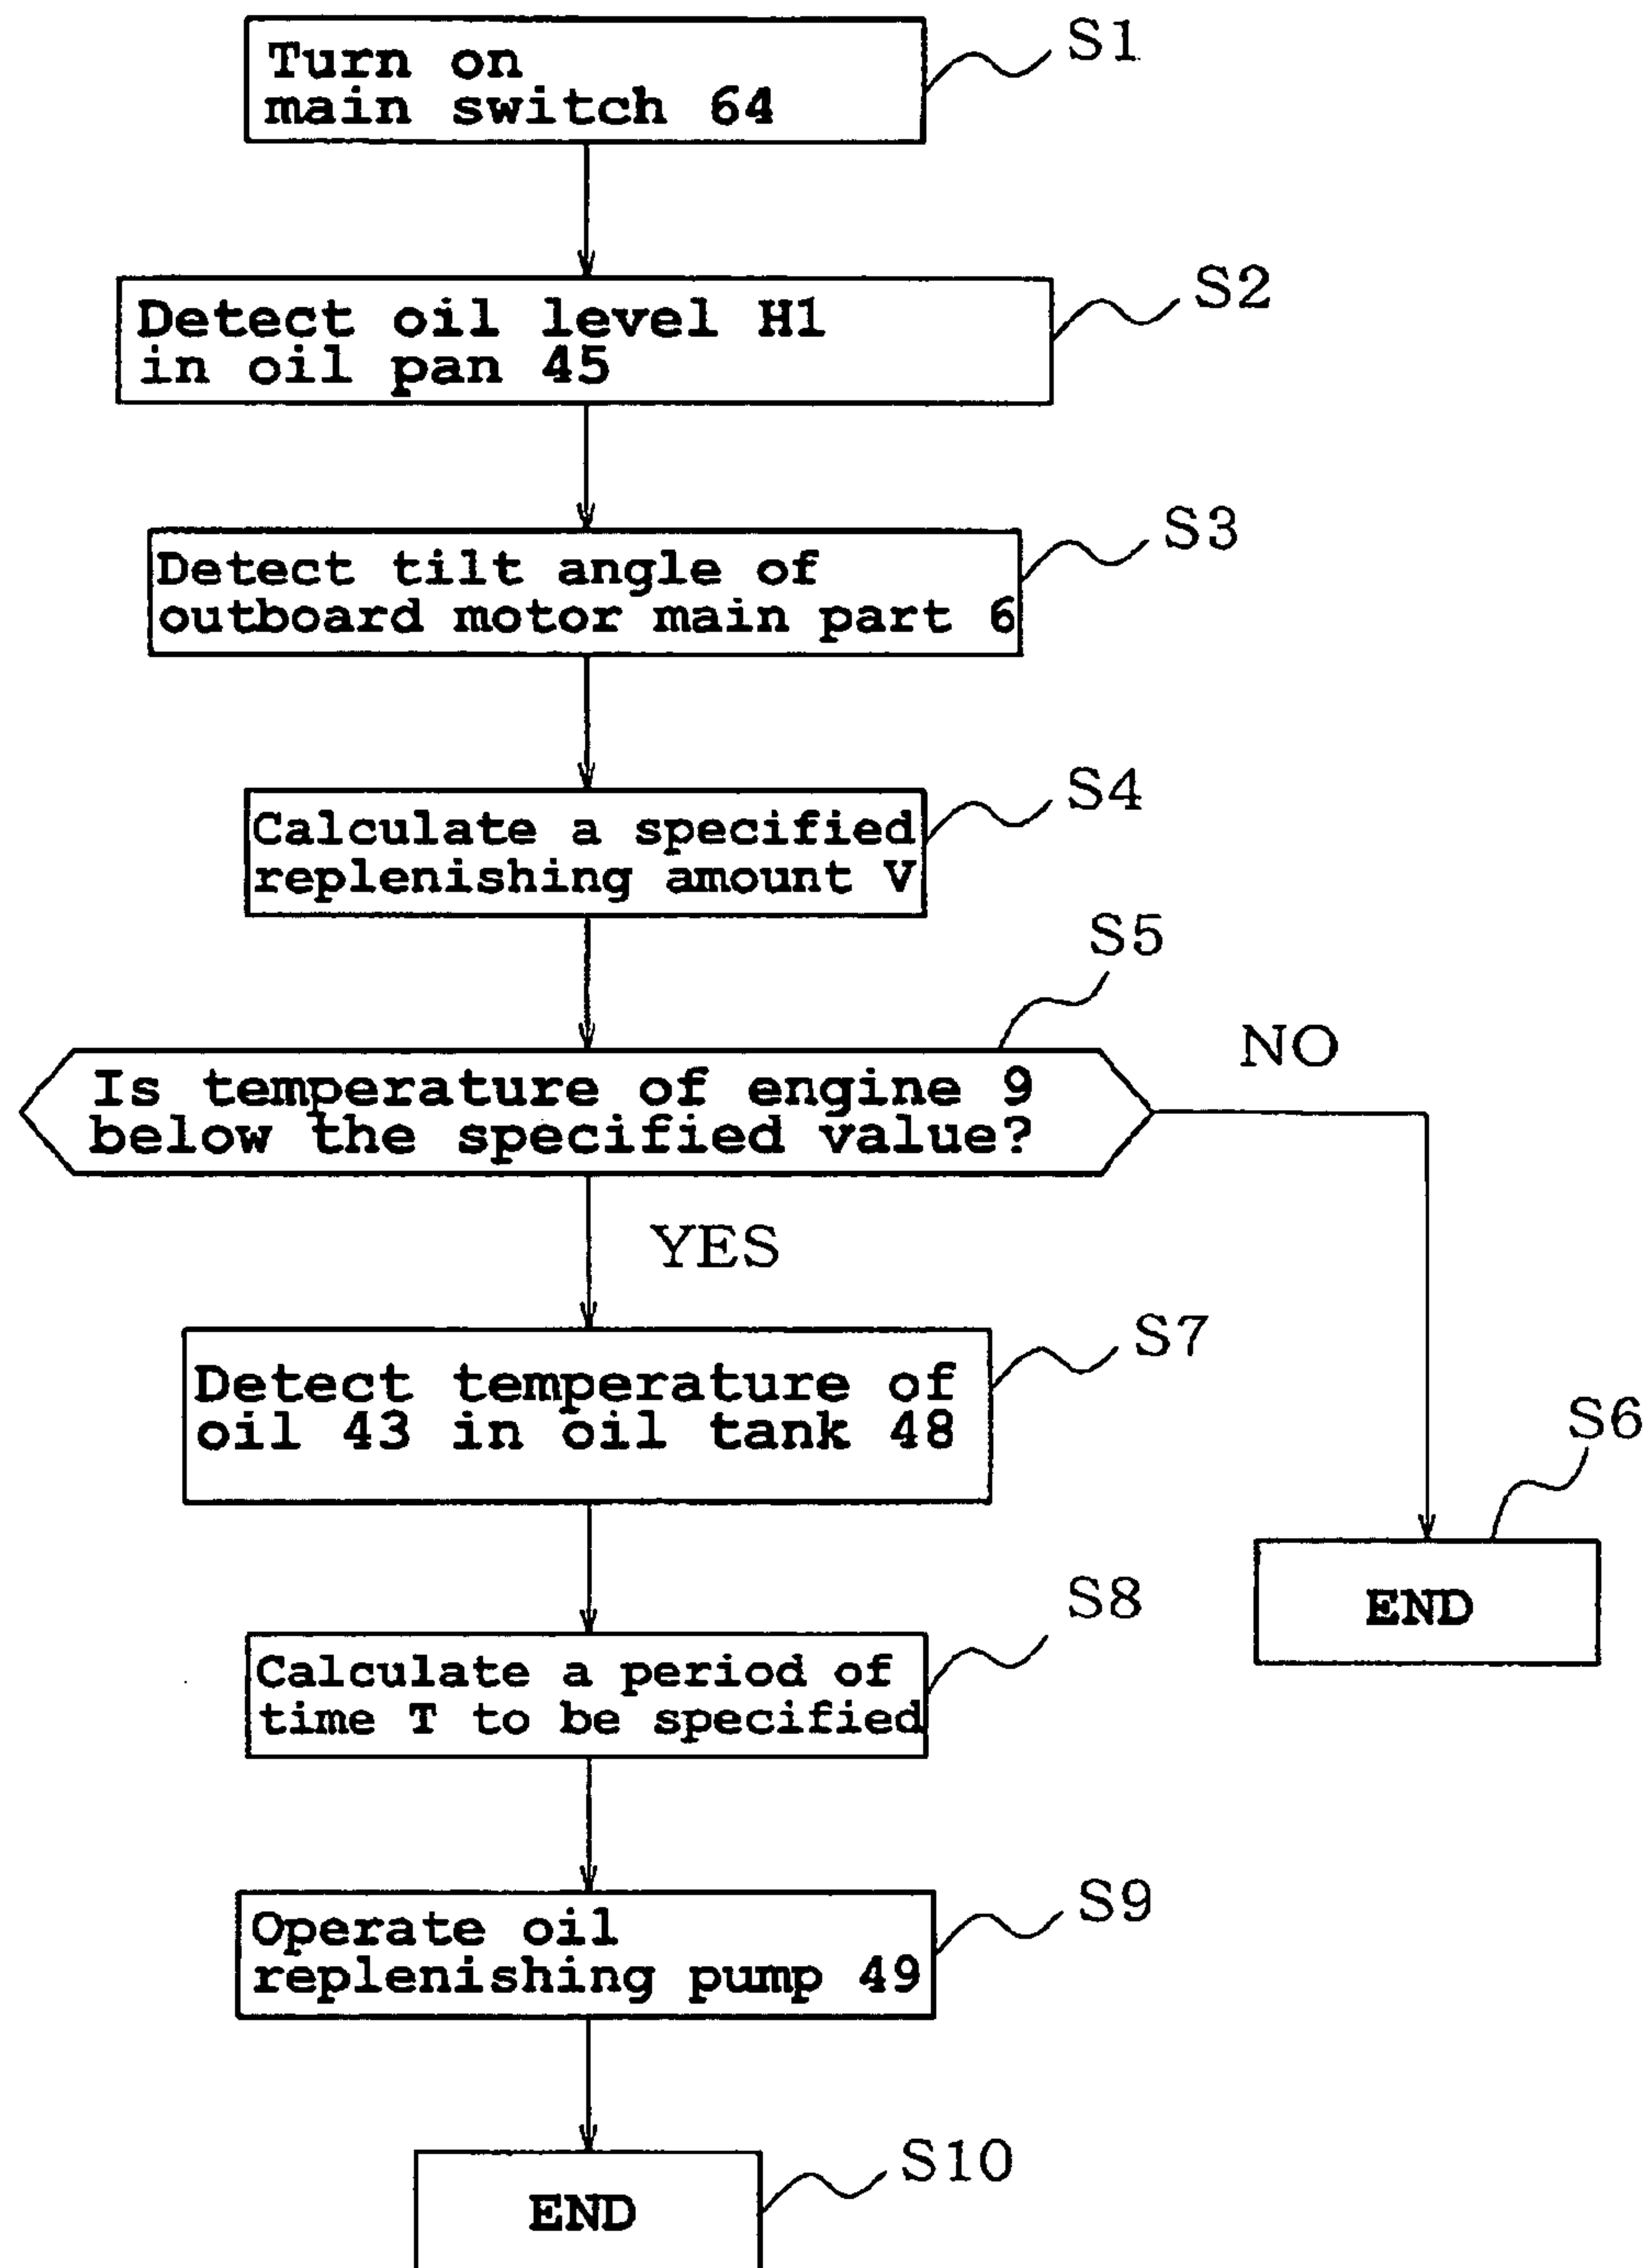 Turn on
main switch 64
S1
Detect oil level H1
in oil pan 45
S2
Detect tilt angle of
outboard motor main part 6
S3
Calculate a specified
replenishing amount V
S4
S5
Is temperature of engine 9
below the specified value?
NO
YES
Detect temperature of
oil 43 in oil tank 48
S7
S6
END
Calculate a period of
time T to be specified
S8
Operate oil
replenishing pump 49
S9
END
S10